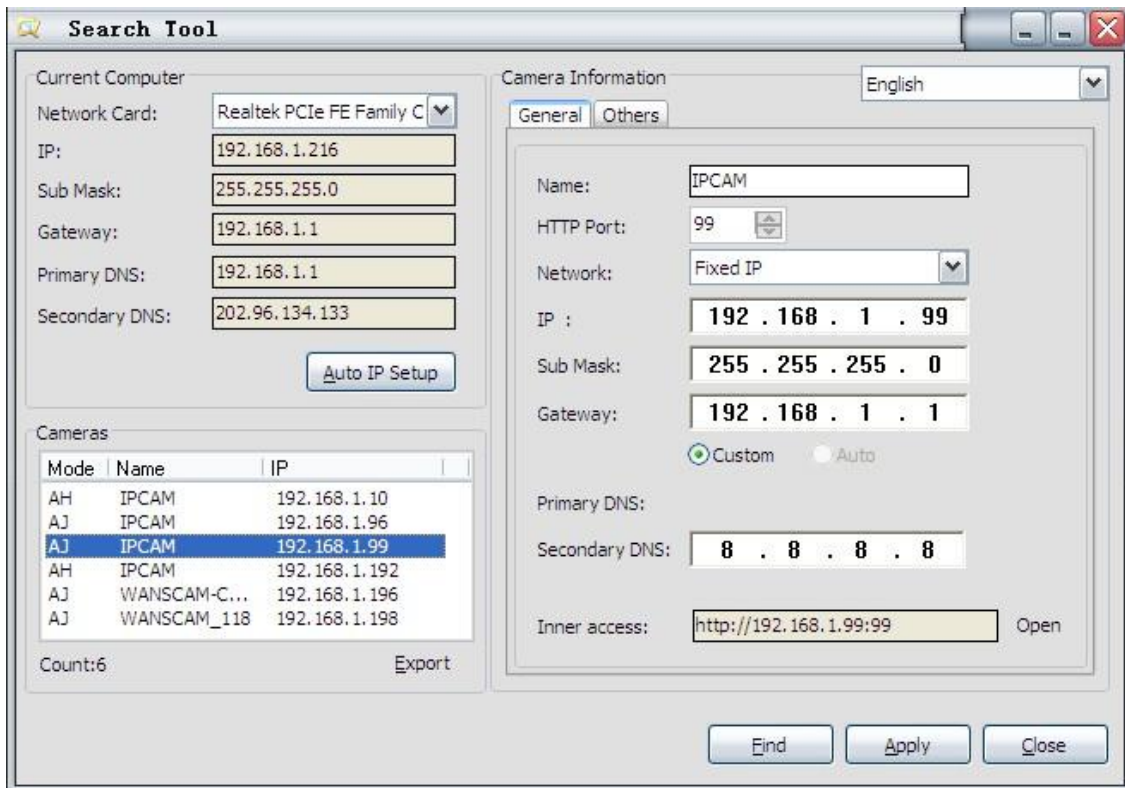 Search Tool
Current Computer
Network Card: Realtek PCIe FE Family C
IP: 192.168.1.216
Sub Mask: 255.255.255.0
Gateway: 192.168.1.1
Primary DNS: 192.168.1.1
Secondary DNS: 202.96.134.133
Auto IP Setup
Cameras
Mode Name IP
AH IPCAM 192.168.1.10
AJ IPCAM 192.168.1.96
AJ IPCAM 192.168.1.99
AH IPCAM 192.168.1.192
AJ WANSCAM-C... 192.168.1.196
AJ WANSCAM_118 192.168.1.198
Count:6 Export
Camera Information English
General Others
Name: IPCAM
HTTP Port: 99
Network: Fixed IP
IP : 192 . 168 . 1 . 99
Sub Mask: 255 . 255 . 255 . 0
Gateway: 192 . 168 . 1 . 1
Custom Auto
Primary DNS:
Secondary DNS: 8 . 8 . 8 . 8
Inner access: http://192.168.1.99:99 Open
Find Apply Close